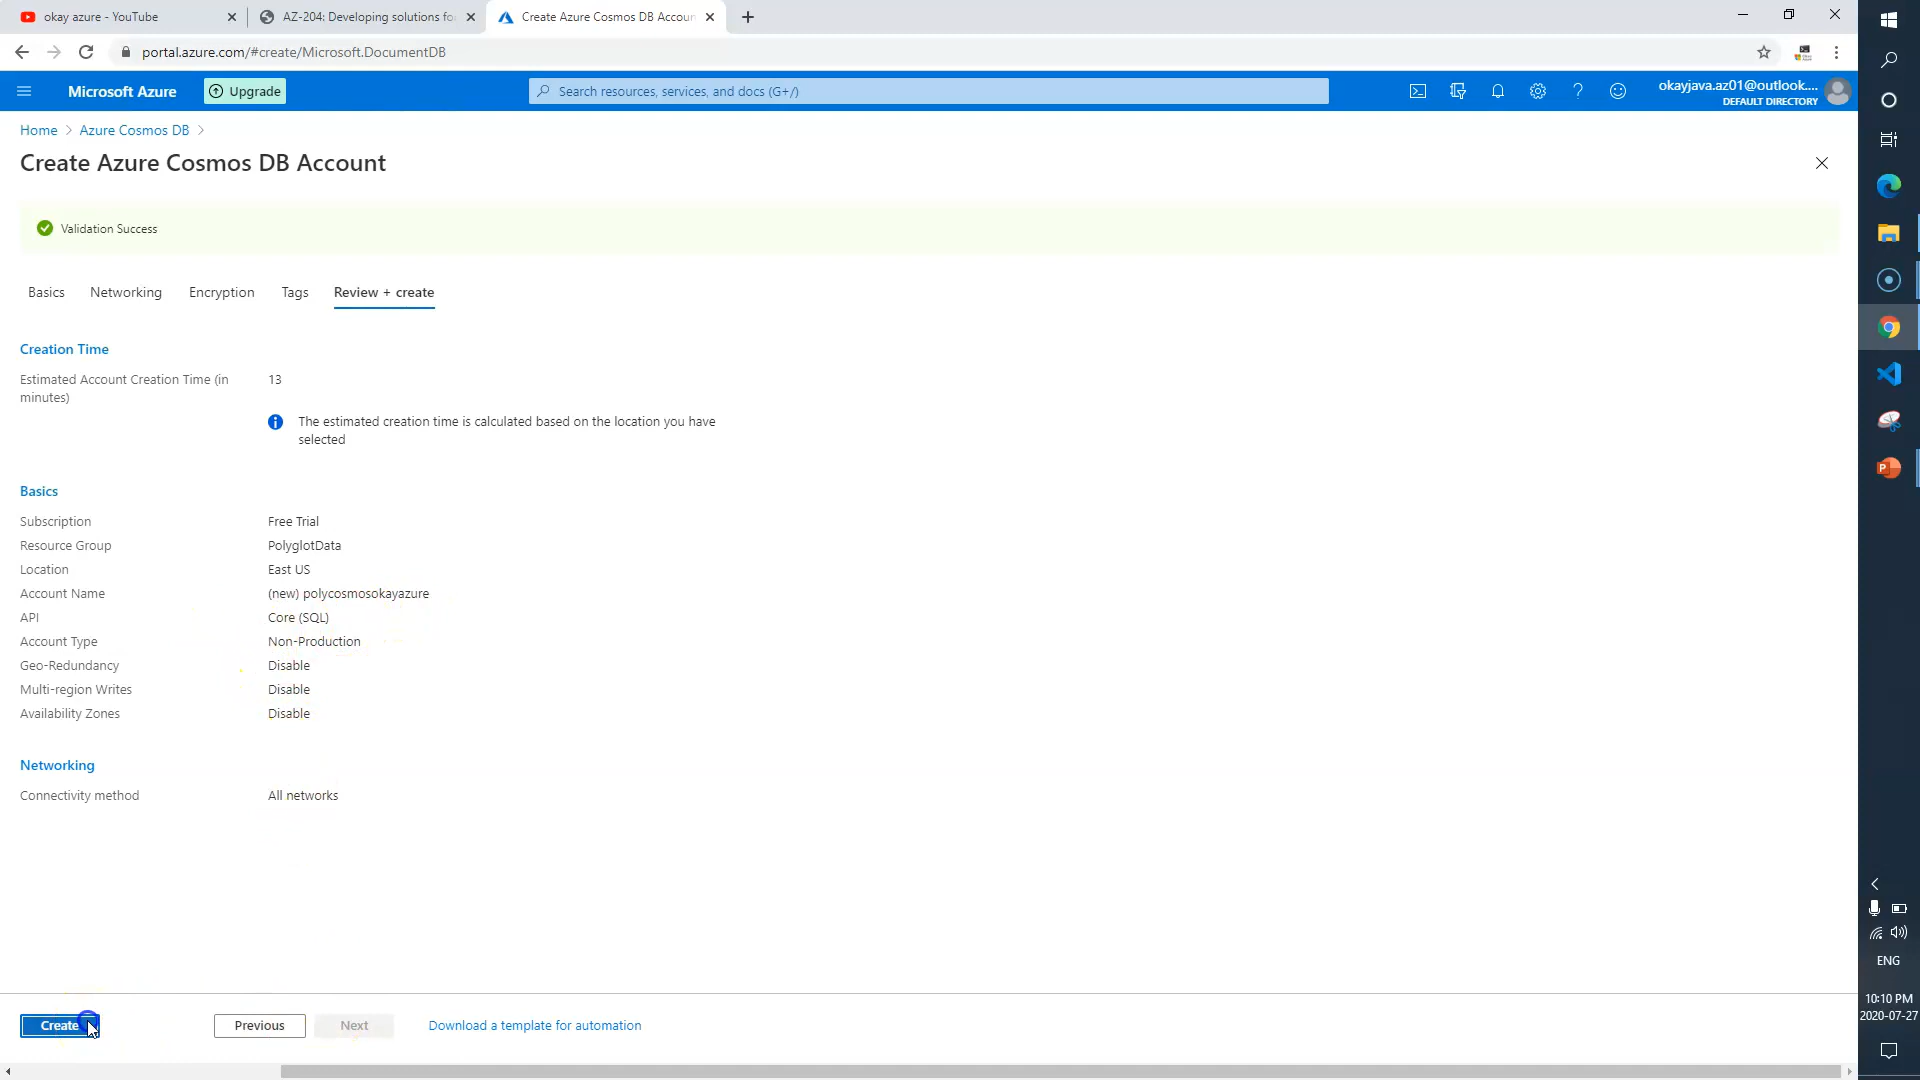 okay azure - YouTube
AZ-204: Developing solutions fo
Create Azure Cosmos DB Accoun
portal.azure.com/#create/Microsoft.DocumentDB
Microsoft Azure
Upgrade
Search resources, services, and docs (G+/)
okayjava.az01@outlook....
DEFAULT DIRECTORY
Home > Azure Cosmos DB >
Create Azure Cosmos DB Account
Validation Success
Basics
Networking
Encryption
Tags
Review + create
Creation Time
Estimated Account Creation Time (in
minutes)
13
The estimated creation time is calculated based on the location you have
selected
Basics
Subscription
Free Trial
Resource Group
PolyglotData
Location
East US
Account Name
(new) polycosmosokayazure
API
Core (SQL)
Account Type
Non-Production
Geo-Redundancy
Disable
Multi-region Writes
Disable
Availability Zones
Disable
Networking
Connectivity method
All networks
Create
Previous
Next
Download a template for automation
ENG
10:10 PM
2020-07-27